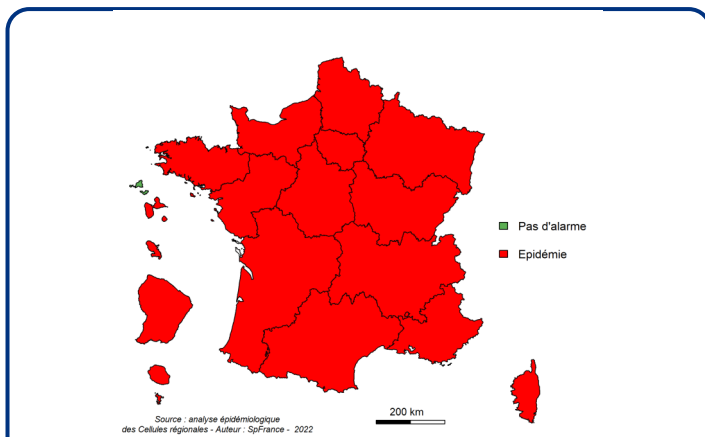 Pas d'alarme
Epidémie
200 km
Source : analyse épidémiologique
des Cellules régionales - Auteur : SpFrance - 2022